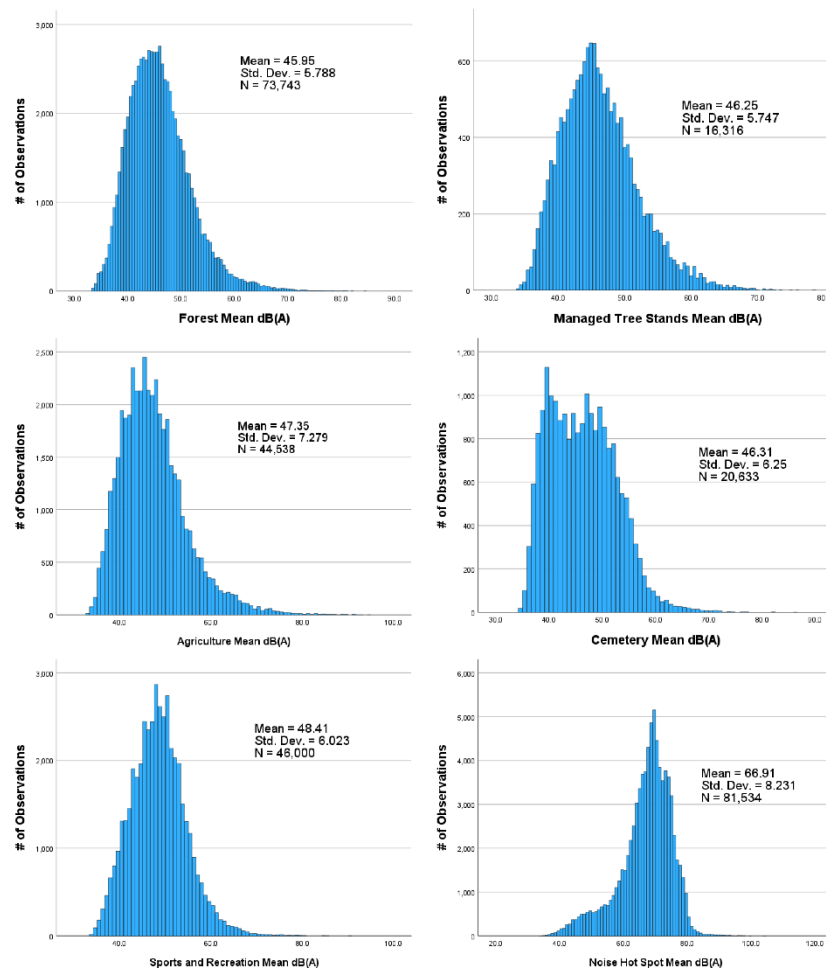 # of Observations
3,000
2,000
1,000
0
Mean = 45.95
Std. Dev. = 5.788
N = 73,743
30.0 40.0 50.0 60.0 70.0 80.0 90.0
Forest Mean dB(A)
# of Observations
600
400
200
0
Mean = 46.25
Std. Dev. = 5.747
N = 16,316
30.0 40.0 50.0 60.0 70.0 80.0
Managed Tree Stands Mean dB(A)
# of Observations
2,500
2,000
1,500
1,000
500
0
Mean = 47.35
Std. Dev. = 7.279
N = 44,538
40.0 60.0 80.0 100.0
Agriculture Mean dB(A)
# of Observations
1,200
1,000
800
600
400
200
0
Mean = 46.31
Std. Dev. = 6.25
N = 20,633
30.0 40.0 50.0 60.0 70.0 80.0 90.0
Cemetery Mean dB(A)
# of Observations
3,000
2,000
1,000
0
Mean = 48.41
Std. Dev. = 6.023
N = 46,000
40.0 60.0 80.0 100.0
Sports and Recreation Mean dB(A)
# of Observations
6,000
5,000
4,000
3,000
2,000
1,000
0
Mean = 66.91
Std. Dev. = 8.231
N = 81,534
20.0 40.0 60.0 80.0 100.0 120.0
Noise Hot Spot Mean dB(A)